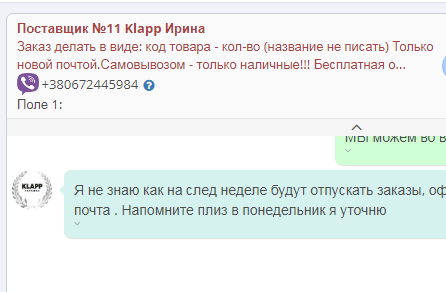 Поставщик №11 Klapp Ирина
Заказ делать в виде: код товара - кол-во (название не писать) Только
новой почтой.Самовывозом - только наличные!!! Бесплатная о...
+380672445984
Поле 1:
МЫ можем во в
KLAPP
Я не знаю как на след неделе будут отпускать заказы, оф
почта . Напомните плиз в понедельник я уточню